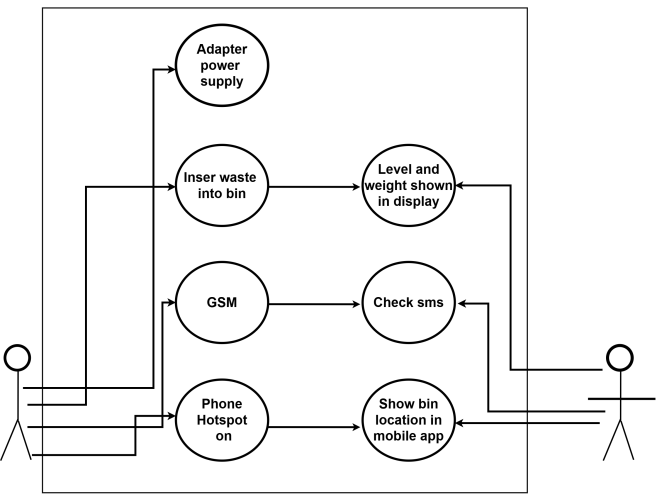 Adapter
power
supply
Inser waste
into bin
Level and
weight shown
in display
GSM
Check sms
Phone
Hotspot
on
Show bin
location in
mobile app